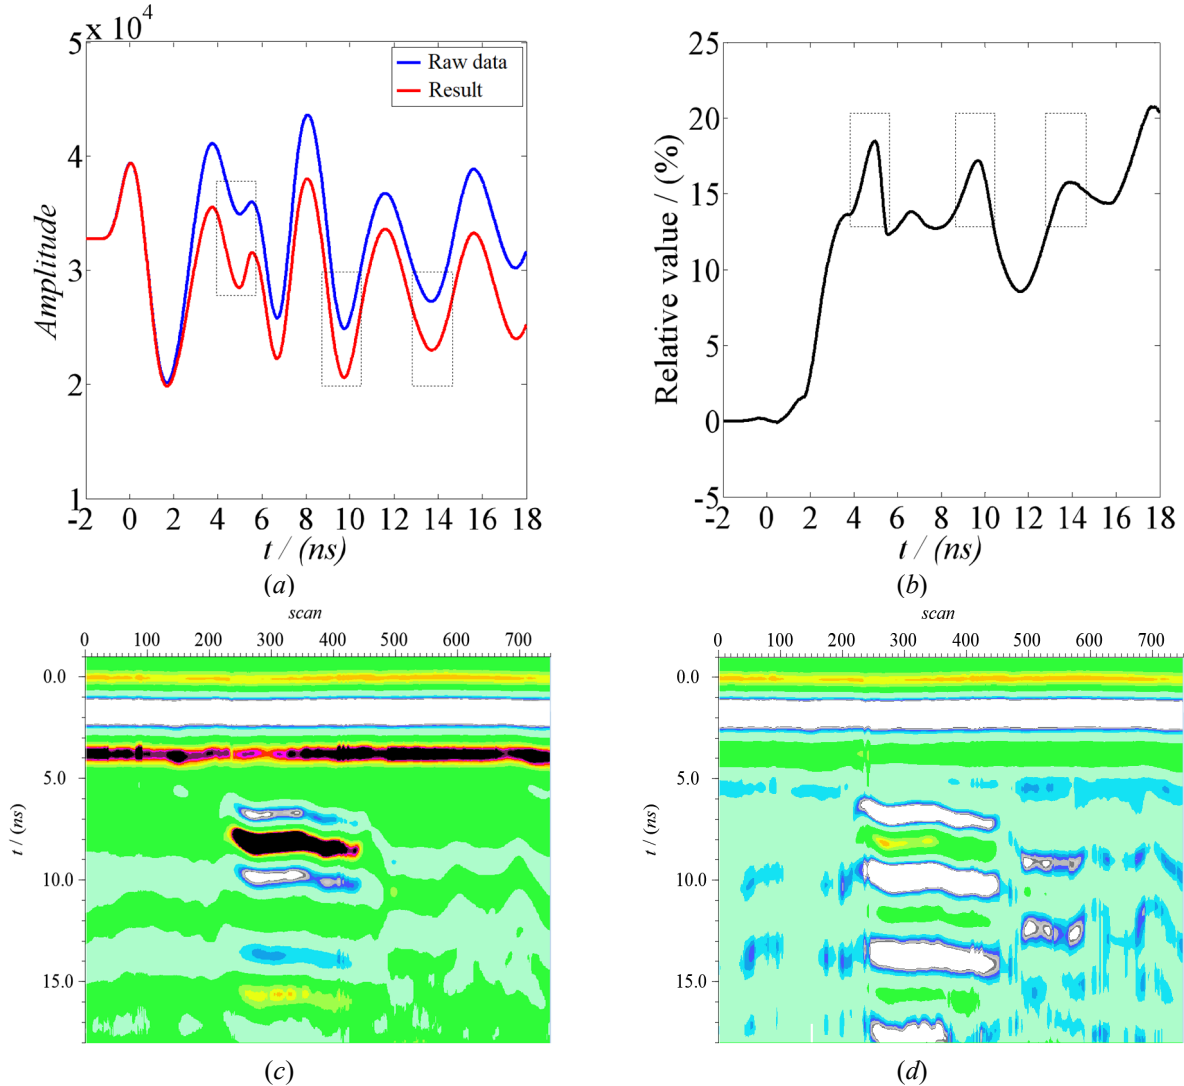 5 x 10⁴
Raw data
Result
4
3
2
1
Amplitude
-2 0 2 4 6 8 10 12 14 16 18
t / (ns)
(a)
25
20
15
10
5
0
-5
Relative value / (%)
-2 0 2 4 6 8 10 12 14 16 18
t / (ns)
(b)
scan
0 100 200 300 400 500 600 700
0.0
5.0
10.0
15.0
t / (ns)
(c)
scan
0 100 200 300 400 500 600 700
0.0
5.0
10.0
15.0
t / (ns)
(d)